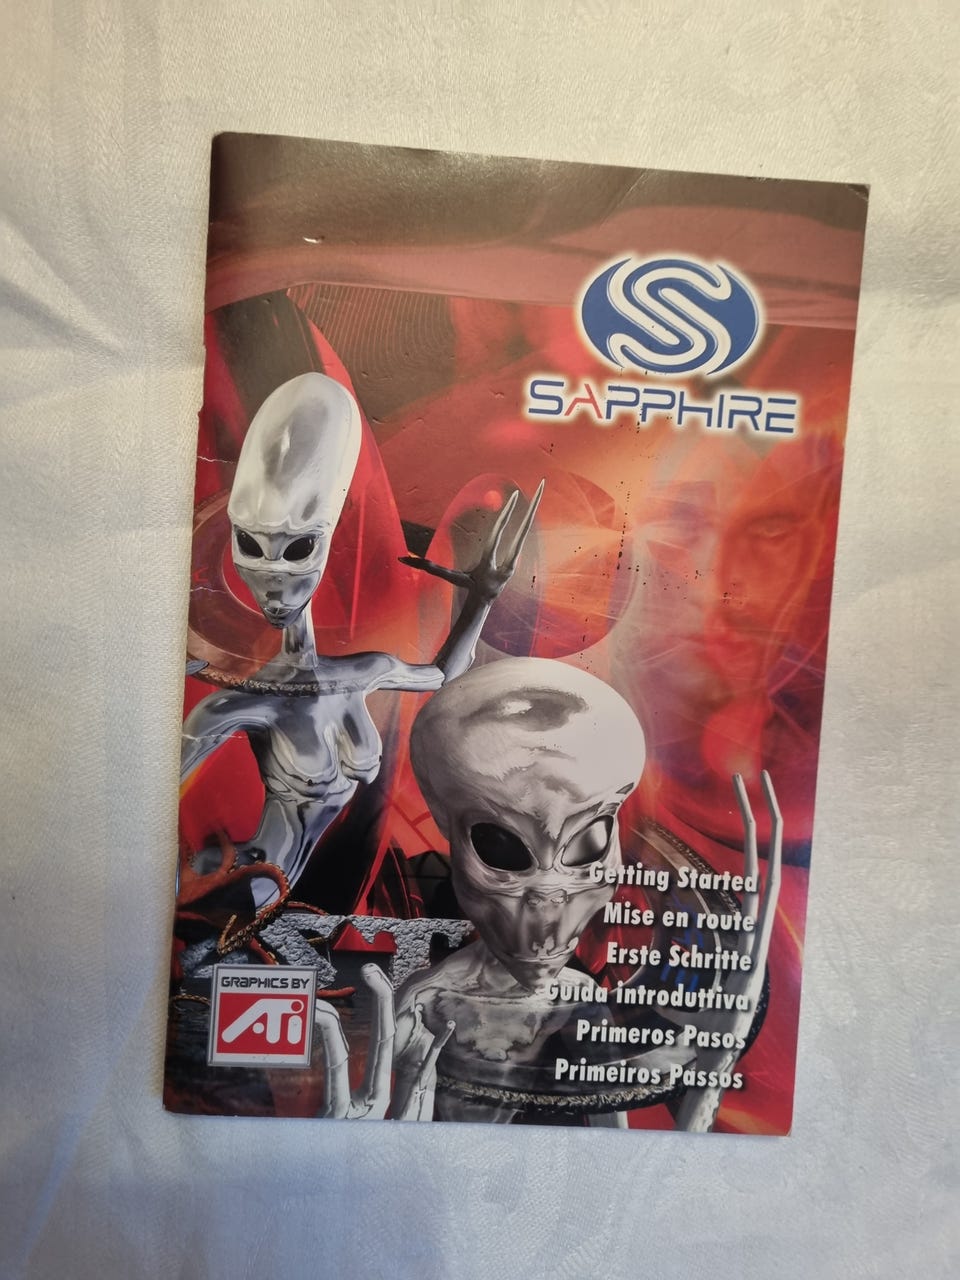 SAPPHIRE
Getting Started
Mise en route
Erste Schritte
Guida introduttiva
Primeros Pasos
Primeiros Passos
GRAPHICS BY
ATi